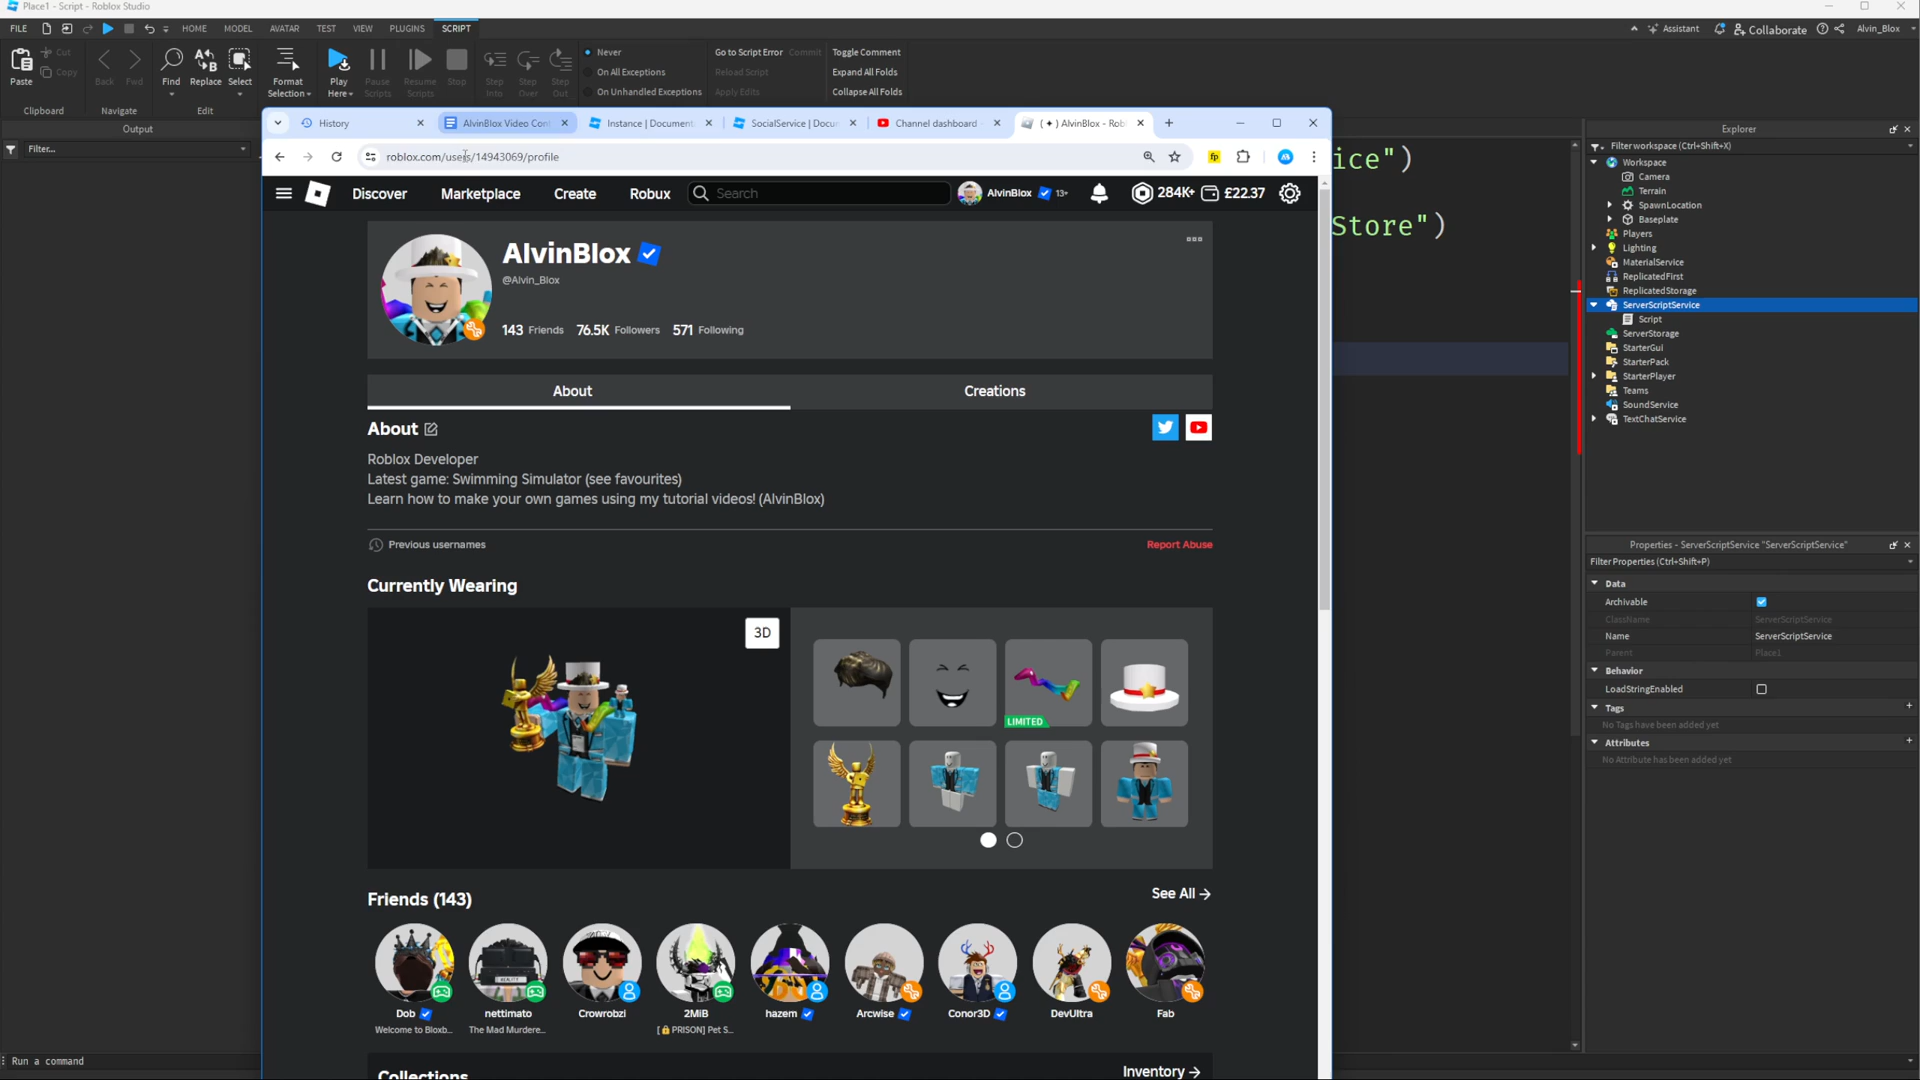 Place1 - Script - Roblox Studio
FILE HOME MODEL AVATAR TEST VIEW PLUGINS SCRIPT Assistant Collaborate Alvin_Blox
Paste Cut Copy Back Fwd Find Replace Select Format Selection Play Here Pause Scripts Resume Scripts Stop Step Into Step Over Step Out
Never Go to Script Error Commit Toggle Comment
On All Exceptions Reload Script Expand All Folds
On Unhandled Exceptions Apply Edits Collapse All Folds
Clipboard Navigate Edit
Output
Filter...
History AlvinBlox Video Con Instance | Document SocialService | Docu Channel dashboard - ( ✦ ) AlvinBlox - Rob
roblox.com/users/14943069/profile
Discover Marketplace Create Robux Search AlvinBlox 13+ 284K+ £22.37
AlvinBlox
@Alvin_Blox
143 Friends 76.5K Followers 571 Following
About Creations
About
Roblox Developer
Latest game: Swimming Simulator (see favourites)
Learn how to make your own games using my tutorial videos! (AlvinBlox)
Previous usernames Report Abuse
Currently Wearing
3D
LIMITED
Friends (143) See All →
Dob nettimato Crowrobzi 2MiB hazem Arcwise Conor3D DevUltra Fab
Welcome to Bloxb... The Mad Murdere... [🔒PRISON] Pet S...
Collections Inventory →
ice")
Store")
Explorer
Filter workspace (Ctrl+Shift+X)
Workspace
Camera
Terrain
SpawnLocation
Baseplate
Players
Lighting
MaterialService
ReplicatedFirst
ReplicatedStorage
ServerScriptService
Script
ServerStorage
StarterGui
StarterPack
StarterPlayer
Teams
SoundService
TextChatService
Properties - ServerScriptService "ServerScriptService"
Filter Properties (Ctrl+Shift+P)
Data
Archivable
ClassName ServerScriptService
Name ServerScriptService
Parent Place1
Behavior
LoadStringEnabled
Tags +
No Tags have been added yet
Attributes +
No Attribute has been added yet
Run a command